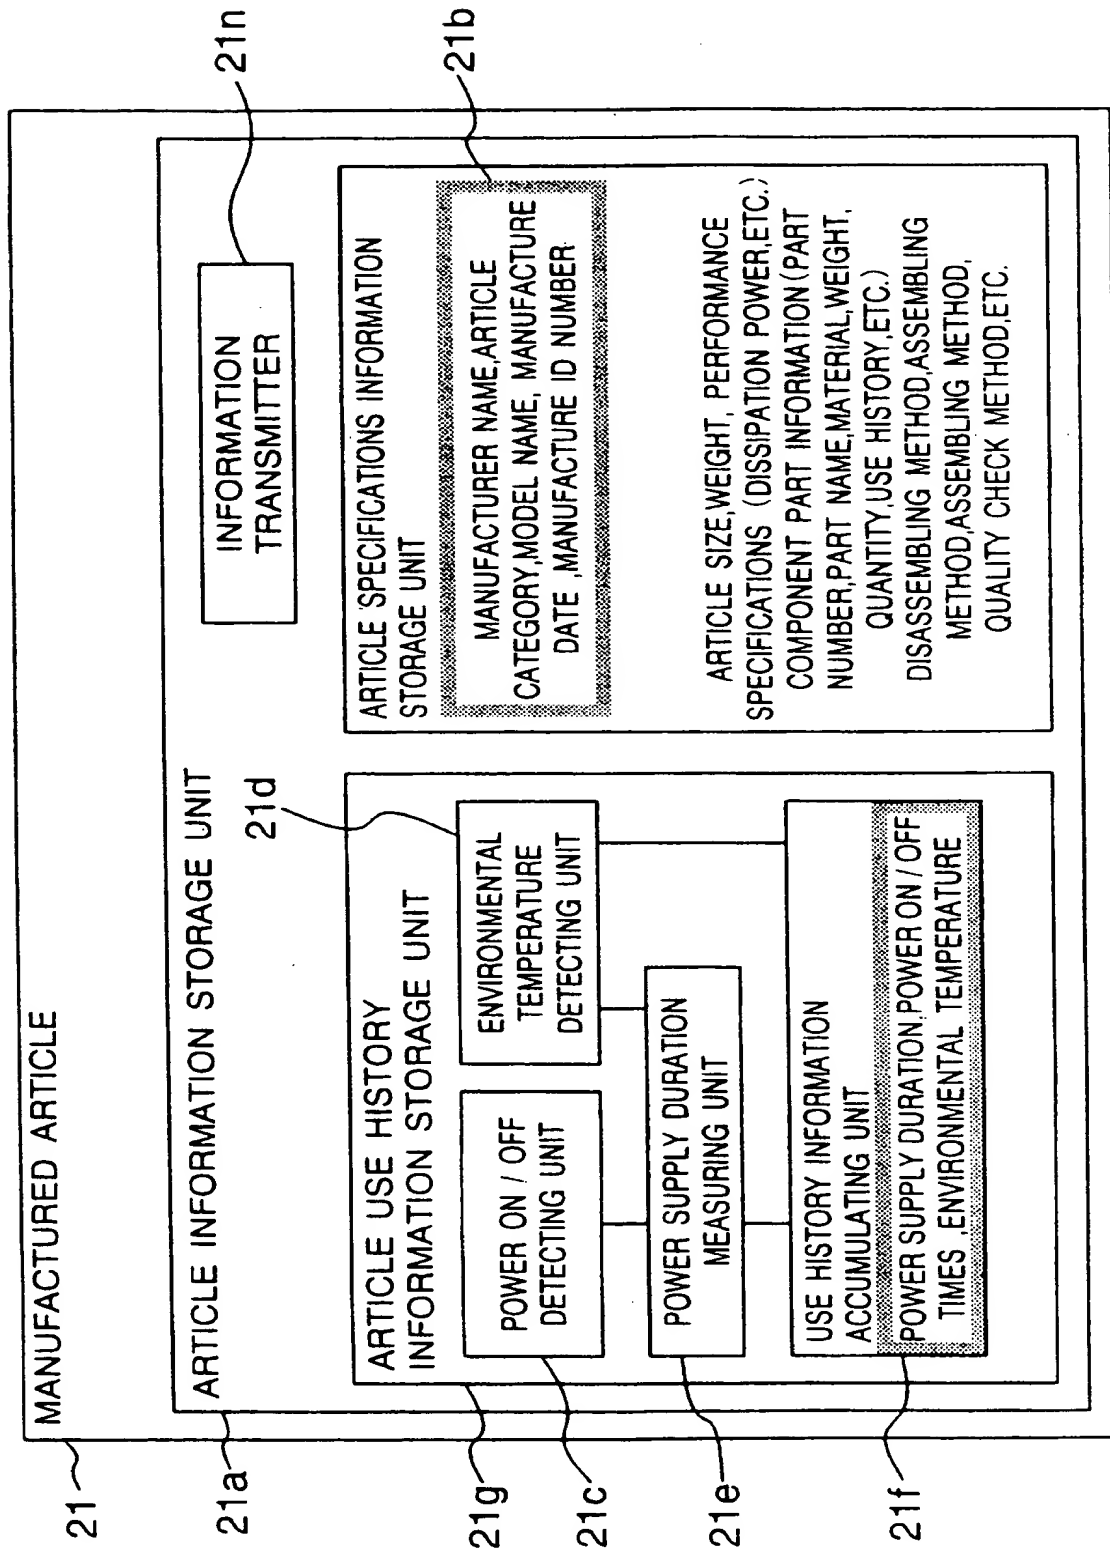 MANUFACTURED ARTICLE
21
21a
ARTICLE INFORMATION STORAGE UNIT
INFORMATION
TRANSMITTER
21n
21d
21g
ARTICLE USE HISTORY
INFORMATION STORAGE UNIT
21c
POWER ON / OFF
DETECTING UNIT
ENVIRONMENTAL
TEMPERATURE
DETECTING UNIT
21e
POWER SUPPLY DURATION
MEASURING UNIT
21f
USE HISTORY INFORMATION
ACCUMULATING UNIT
POWER SUPPLY DURATION,POWER ON / OFF
TIMES ,ENVIRONMENTAL TEMPERATURE
ARTICLE SPECIFICATIONS INFORMATION
STORAGE UNIT
21b
MANUFACTURER NAME,ARTICLE
CATEGORY,MODEL NAME, MANUFACTURE
DATE ,MANUFACTURE ID NUMBER
ARTICLE SIZE,WEIGHT, PERFORMANCE
SPECIFICATIONS (DISSIPATION POWER,ETC.)
COMPONENT PART INFORMATION(PART
NUMBER,PART NAME,MATERIAL,WEIGHT,
QUANTITY,USE HISTORY,ETC.)
DISASSEMBLING METHOD,ASSEMBLING
METHOD,ASSEMBLING METHOD,
QUALITY CHECK METHOD,ETC.